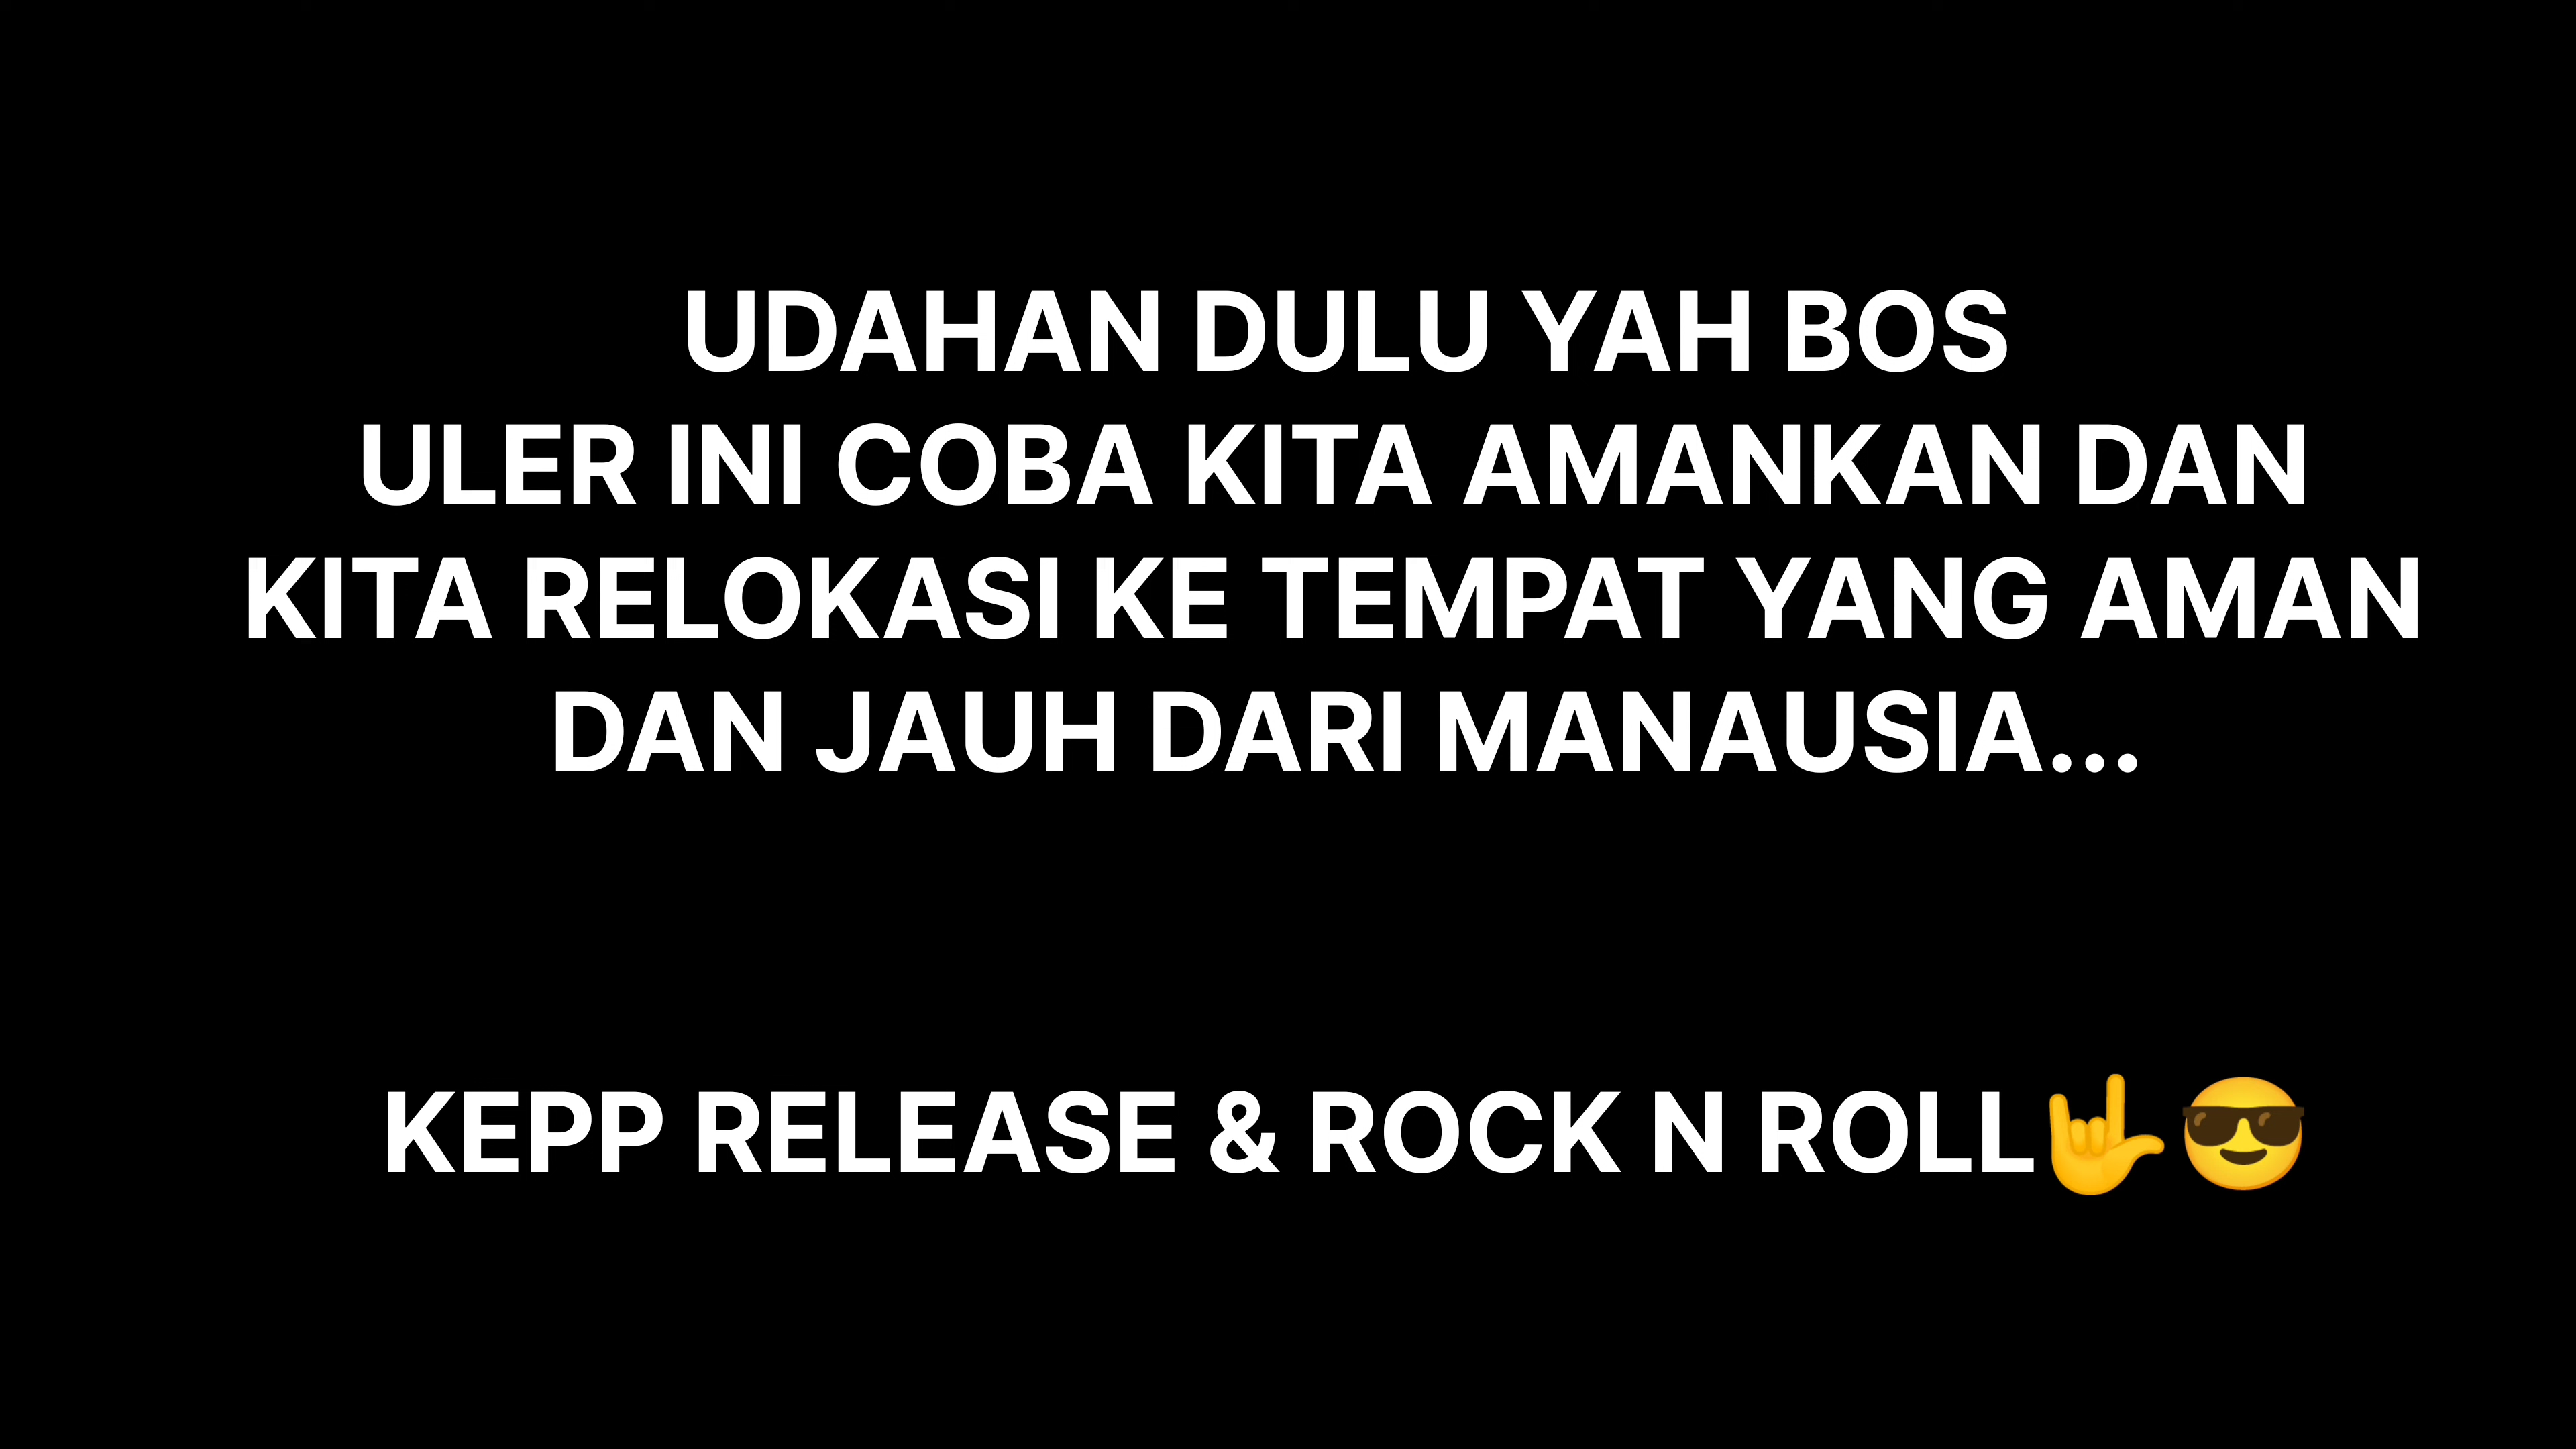 UDAHAN DULU YAH BOS
ULER INI COBA KITA AMANKAN DAN
KITA RELOKASI KE TEMPAT YANG AMAN
DAN JAUH DARI MANAUSIA...
KEPP RELEASE & ROCK N ROLL🤟😎